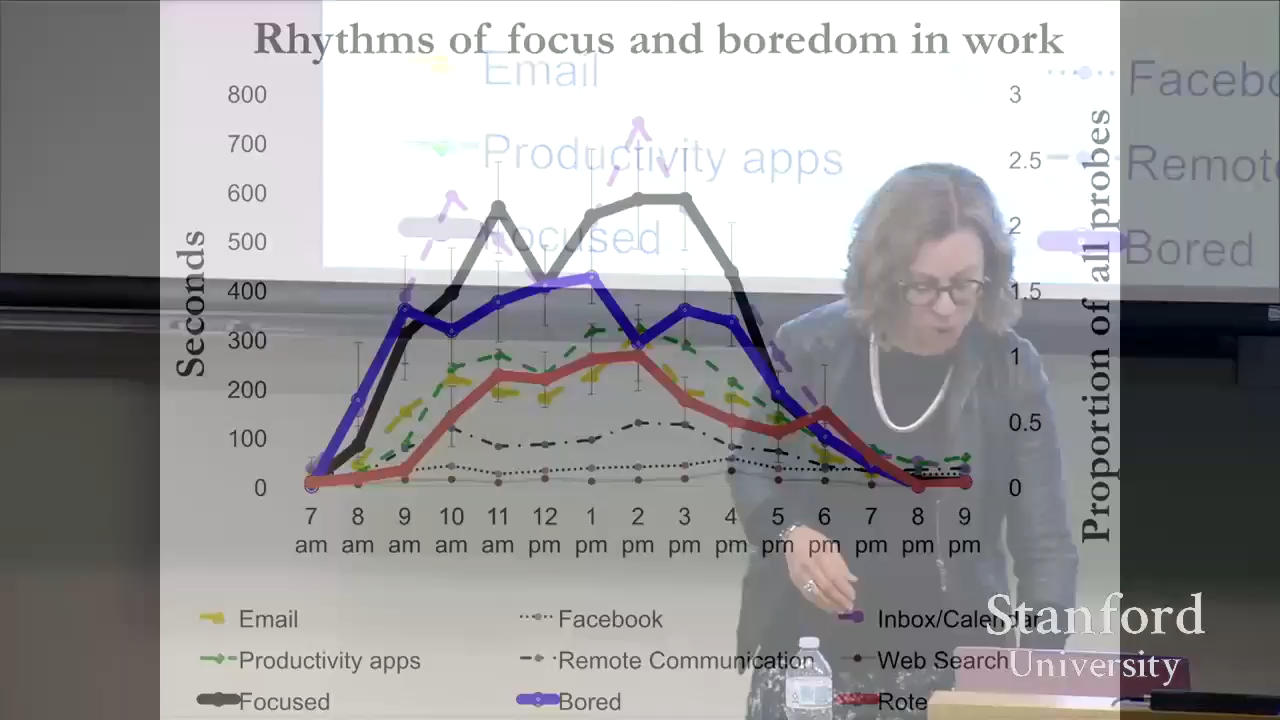 Rhythms of focus and boredom in work
Email
Facebo
Productivity apps
Remote
Focused
Bored
Seconds
800
700
600
500
400
300
200
100
0
3
2.5
2
1.5
1
0.5
0
Proportion of all probes
7 8 9 10 11 12 1 2 3 4 5 6 7 8 9
am am am am am pm pm pm pm pm pm pm pm pm pm
Email Facebook Inbox/Calendar
Productivity apps Remote Communication Web Search
Focused Bored Rote
Stanford
University